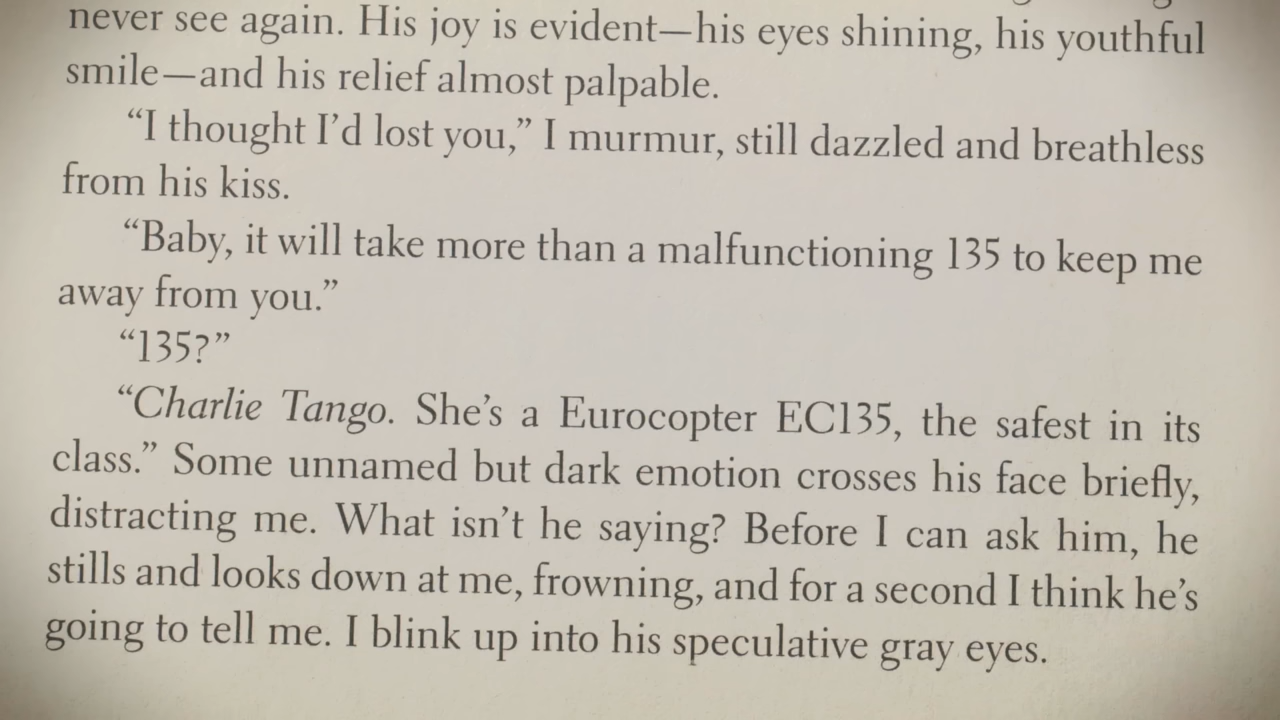 never see again. His joy is evident—his eyes shining, his youthful
smile—and his relief almost palpable.
“I thought I’d lost you,” I murmur, still dazzled and breathless
from his kiss.
“Baby, it will take more than a malfunctioning 135 to keep me
away from you.”
“135?”
“Charlie Tango. She’s a Eurocopter EC135, the safest in its
class.” Some unnamed but dark emotion crosses his face briefly,
distracting me. What isn’t he saying? Before I can ask him, he
stills and looks down at me, frowning, and for a second I think he’s
going to tell me. I blink up into his speculative gray eyes.